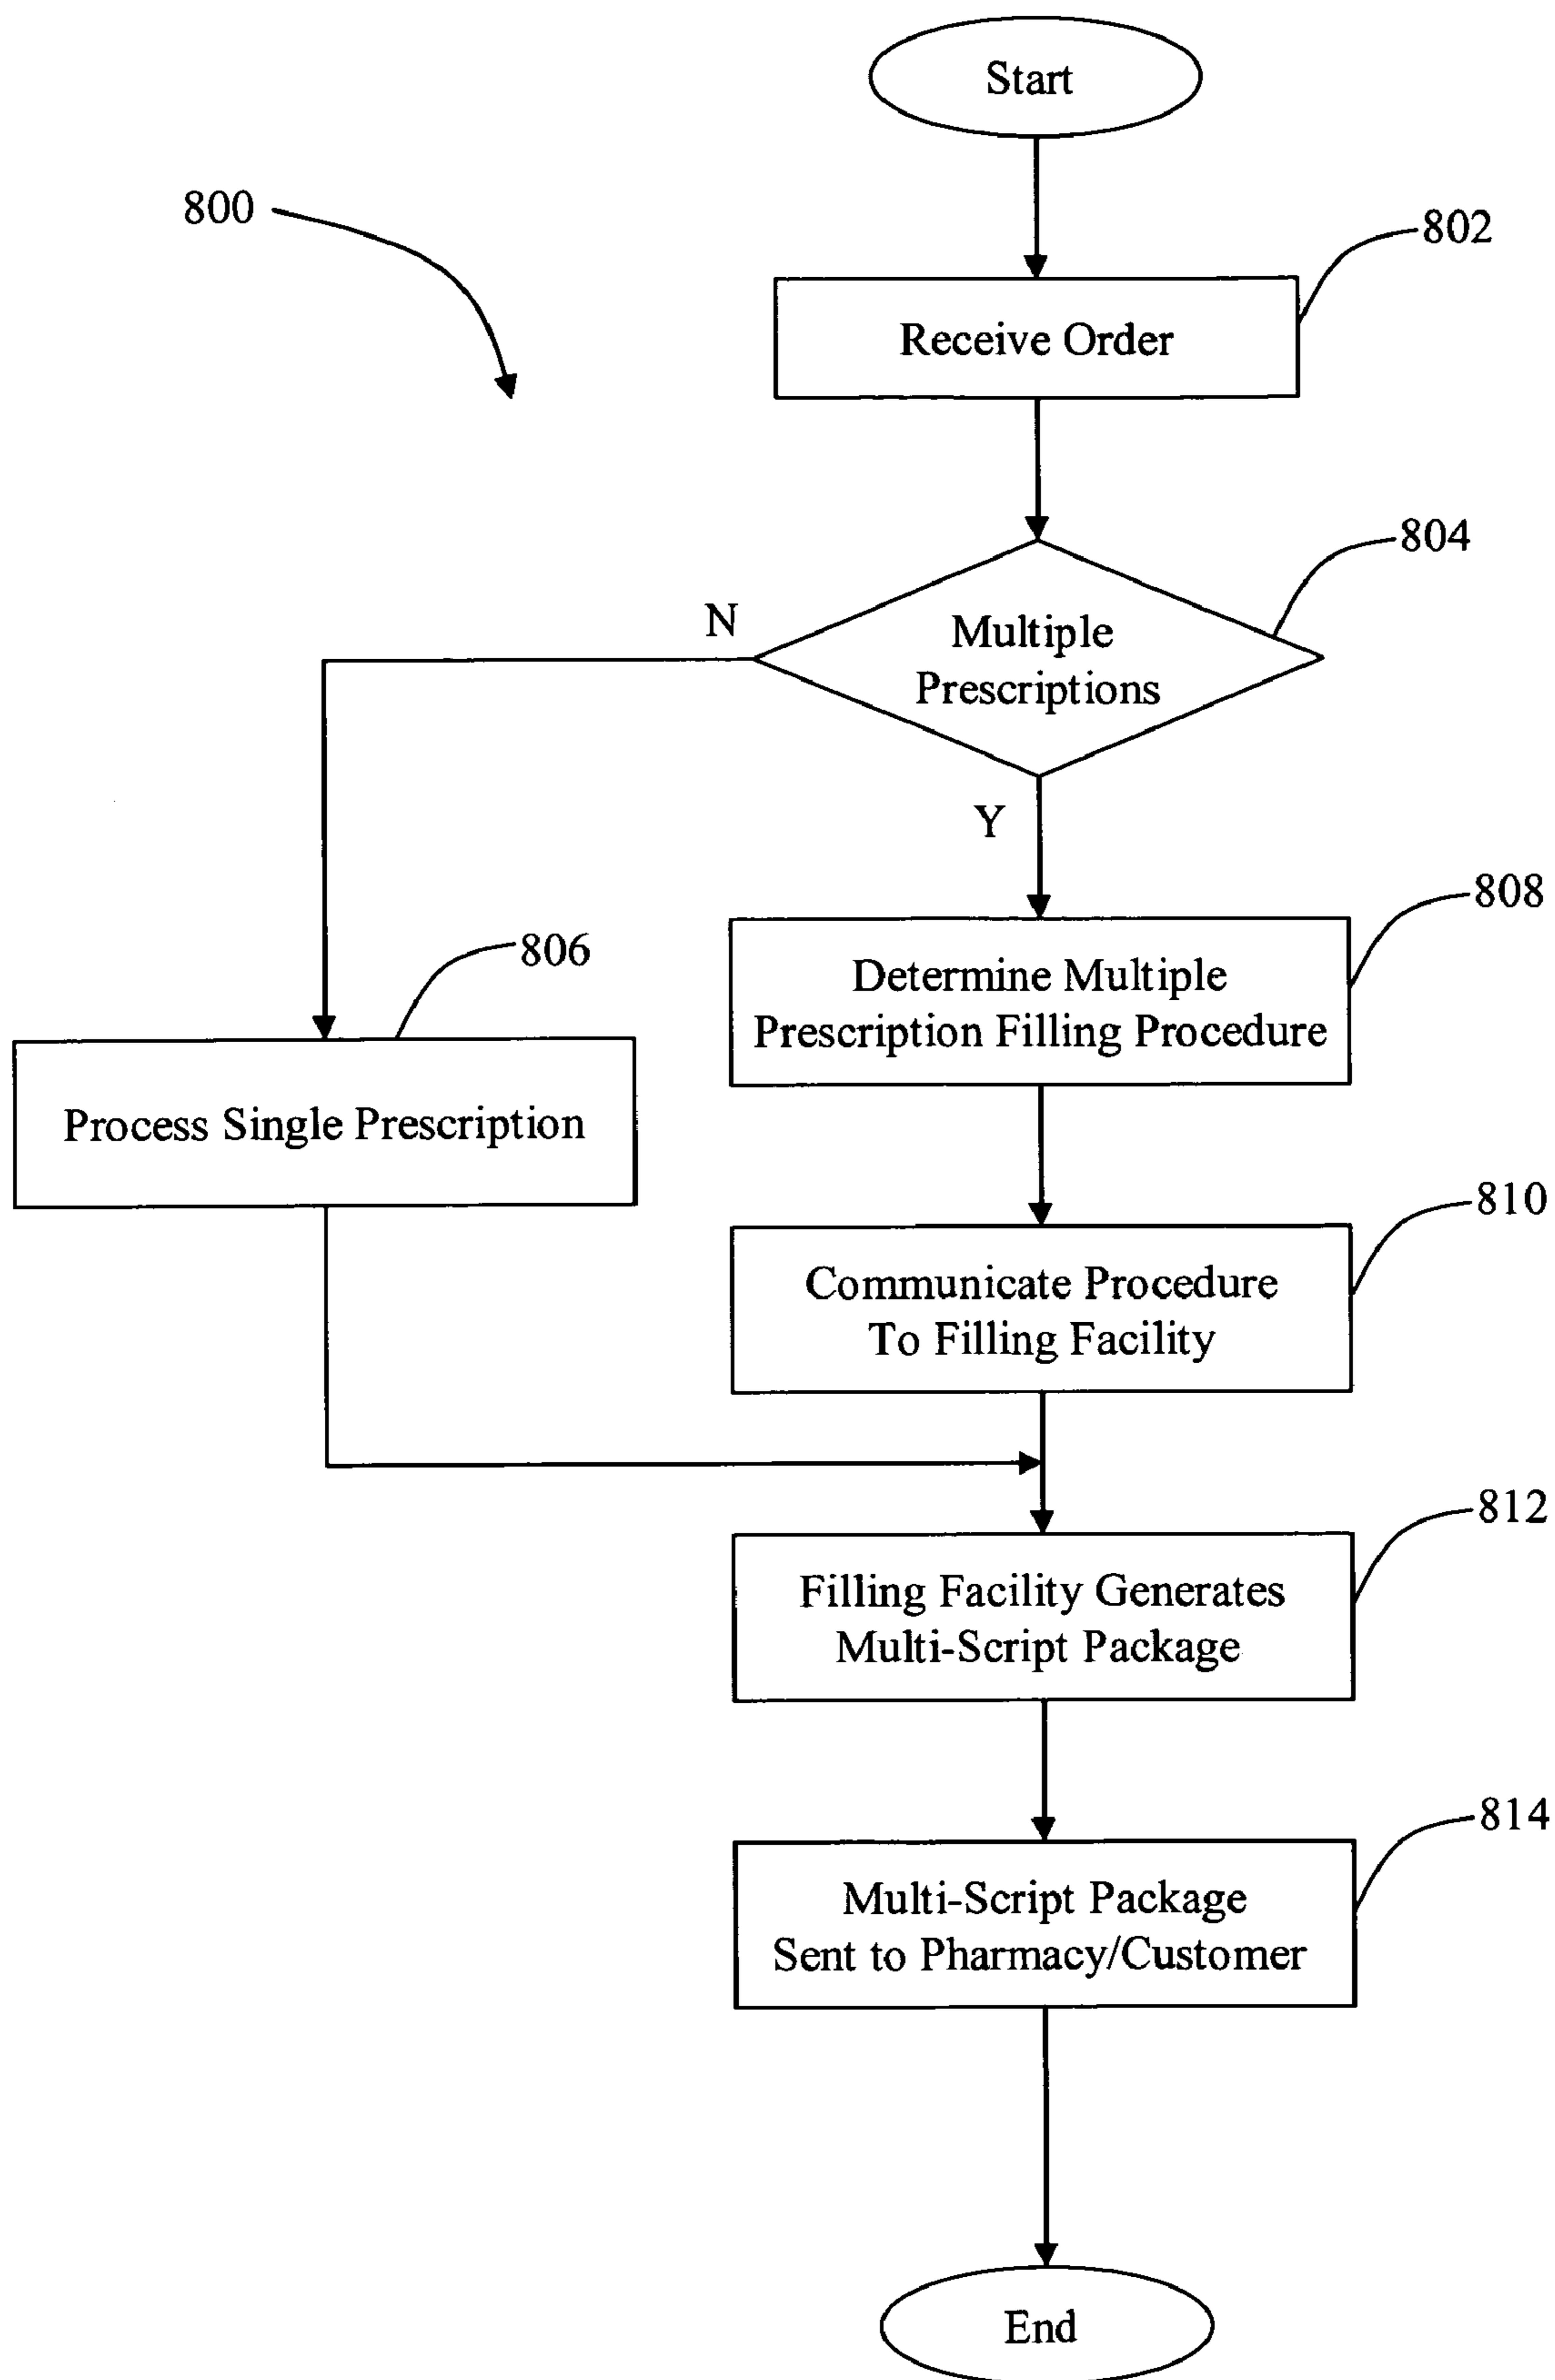 Start
800
802
Receive Order
804
N
Multiple
Prescriptions
Y
808
806
Determine Multiple
Prescription Filling Procedure
Process Single Prescription
810
Communicate Procedure
To Filling Facility
812
Filling Facility Generates
Multi-Script Package
814
Multi-Script Package
Sent to Pharmacy/Customer
End